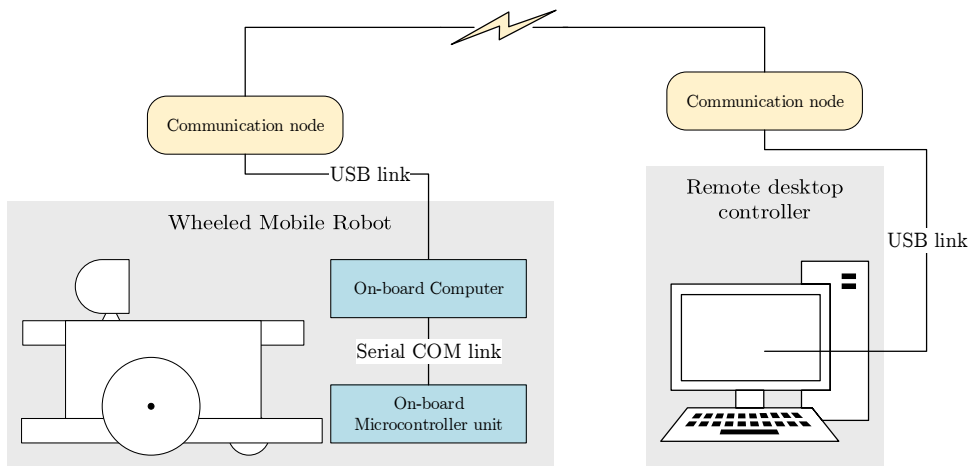 Communication node
Communication node
USB link
Wheeled Mobile Robot
Remote desktop
controller
USB link
On-board Computer
Serial COM link
On-board
Microcontroller unit